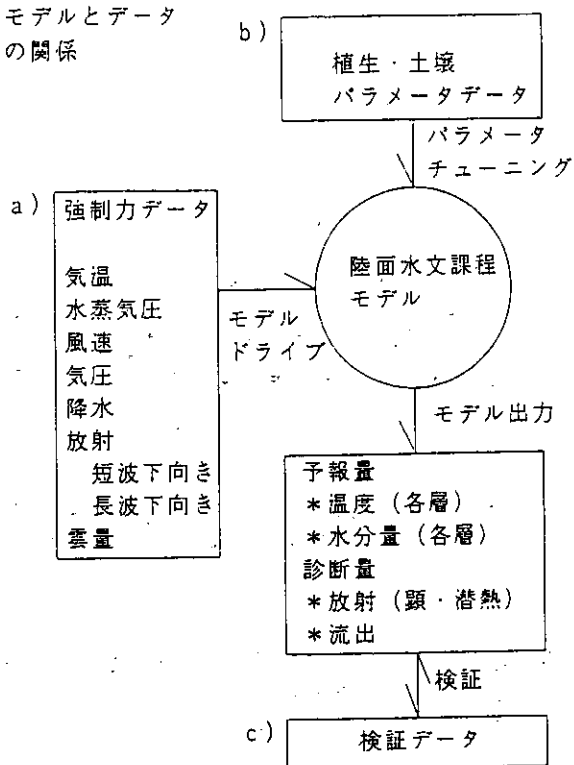 モデルとデータ
の関係
b)
植生・土壌
パラメータデータ
パラメータ
チューニング
a)
強制力データ
気温
水蒸気圧
風速
気圧
降水
放射
短波下向き
長波下向き
雲量
モデル
ドライブ
陸面水文課程
モデル
モデル出力
予報量
*温度(各層)
*水分量(各層)
診断量
*放射(顕・潜熱)
*流出
検証
c)
検証データ